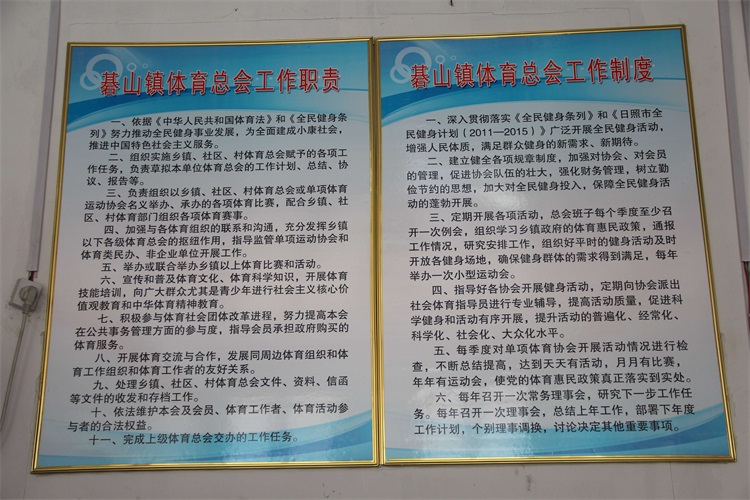 碁山镇体育总会工作职责
一、依据《中华人民共和国体育法》和《全民健身条
例》努力推动全民健身事业发展，为全面建成小康社会，
推进中国特色社会主义服务。
二、组织实施乡镇、社区、村体育总会赋予的各项工
作任务，负责草拟本单位体育总会的工作计划、总结、协
议、报告等。
三、负责组织以乡镇、社区、村体育总会或单项体育
运动协会名义举办、承办的各项体育比赛，配合乡镇、社
区、村体育部门组织各项体育赛事。
四、加强与各体育组织的联系和沟通，充分发挥乡镇
以下各级体育总会的枢纽作用，指导监管单项运动协会和
体育类民办、非企业单位开展工作。
五、举办或联合举办乡镇以上体育比赛和活动。
六、宣传和普及体育文化、体育科学知识，开展体育
技能培训，向广大群众尤其是青少年进行社会主义核心价
值观教育和中华体育精神教育。
七、积极参与体育社会团体改革进程，努力提高本会
在公共事务管理方面的参与度，指导会员承担政府购买的
体育服务。
八、开展体育交流与合作，发展同周边体育组织和体
育工作组织和体育工作者的友好关系。
九、处理乡镇、社区、村体育总会文件、资料、信函
等文件的收发和存档工作。
十、依法维护本会及会员、体育工作者、体育活动参
与者的合法权益。
十一、完成上级体育总会交办的工作任务。
碁山镇体育总会工作制度
一、深入贯彻落实《全民健身条列》和《日照市全
民健身计划（2011—2015）》广泛开展全民健身活动，
增强人民体质，满足群众健身的新需求、新期待。
二、建立健全各项规章制度，加强对协会、对会员
的管理，促进协会队伍的壮大，强化财务管理，树立勤
俭节约的思想，加大对全民健身投入，保障全民健身活
动的蓬勃开展。
三、定期开展各项活动，总会班子每个季度至少召
开一次例会，组织学习乡镇政府的体育惠民政策，通报
工作情况，研究安排工作，组织好平时的健身活动及时
开放各健身场地，确保健身群体的需求得到满足，每年
举办一次小型运动会。
四、指导好各协会开展健身活动，定期向协会派出
社会体育指导员进行专业辅导，提高活动质量，促进科
学健身和活动有序开展，提升活动的普遍化、经常化、
科学化、社会化、大众化水平。
五、每季度对单项体育协会开展活动情况进行检
查，不断总结提高，达到天天有活动，月月有比赛，
年年有运动会，使党的体育惠民政策真正落实到实处。
六、每年召开一次常务理事会，研究下一步工作任
务。每年召开一次理事会，总结上年工作，部署下年度
工作计划，个别理事调换，讨论决定其他重要事项。